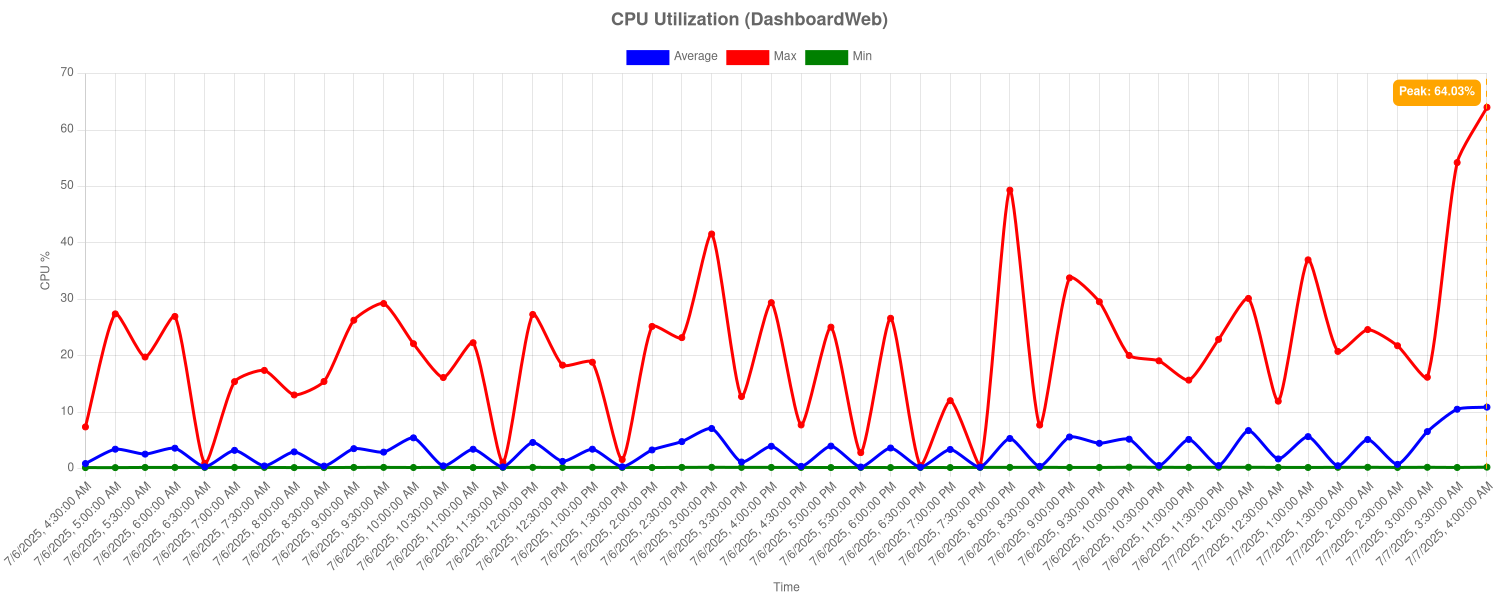 CPU Utilization (DashboardWeb)
Average Max Min
Peak: 64.03%
CPU %
70
60
50
40
30
20
10
0
7/6/2025, 4:30:00 AM
7/6/2025, 5:00:00 AM
7/6/2025, 5:30:00 AM
7/6/2025, 6:00:00 AM
7/6/2025, 6:30:00 AM
7/6/2025, 7:00:00 AM
7/6/2025, 7:30:00 AM
7/6/2025, 8:00:00 AM
7/6/2025, 8:30:00 AM
7/6/2025, 9:00:00 AM
7/6/2025, 9:30:00 AM
7/6/2025, 10:00:00 AM
7/6/2025, 10:30:00 AM
7/6/2025, 11:00:00 AM
7/6/2025, 11:30:00 AM
7/6/2025, 12:00:00 PM
7/6/2025, 12:30:00 PM
7/6/2025, 1:00:00 PM
7/6/2025, 1:30:00 PM
7/6/2025, 2:00:00 PM
7/6/2025, 2:30:00 PM
7/6/2025, 3:00:00 PM
7/6/2025, 3:30:00 PM
7/6/2025, 4:00:00 PM
7/6/2025, 4:30:00 PM
7/6/2025, 5:00:00 PM
7/6/2025, 5:30:00 PM
7/6/2025, 6:00:00 PM
7/6/2025, 6:30:00 PM
7/6/2025, 7:00:00 PM
7/6/2025, 7:30:00 PM
7/6/2025, 8:00:00 PM
7/6/2025, 8:30:00 PM
7/6/2025, 9:00:00 PM
7/6/2025, 9:30:00 PM
7/6/2025, 10:00:00 PM
7/6/2025, 10:30:00 PM
7/6/2025, 11:00:00 PM
7/6/2025, 11:30:00 PM
7/7/2025, 12:00:00 AM
7/7/2025, 12:30:00 AM
7/7/2025, 1:00:00 AM
7/7/2025, 1:30:00 AM
7/7/2025, 2:00:00 AM
7/7/2025, 2:30:00 AM
7/7/2025, 3:00:00 AM
7/7/2025, 3:30:00 AM
7/7/2025, 4:00:00 AM
Time